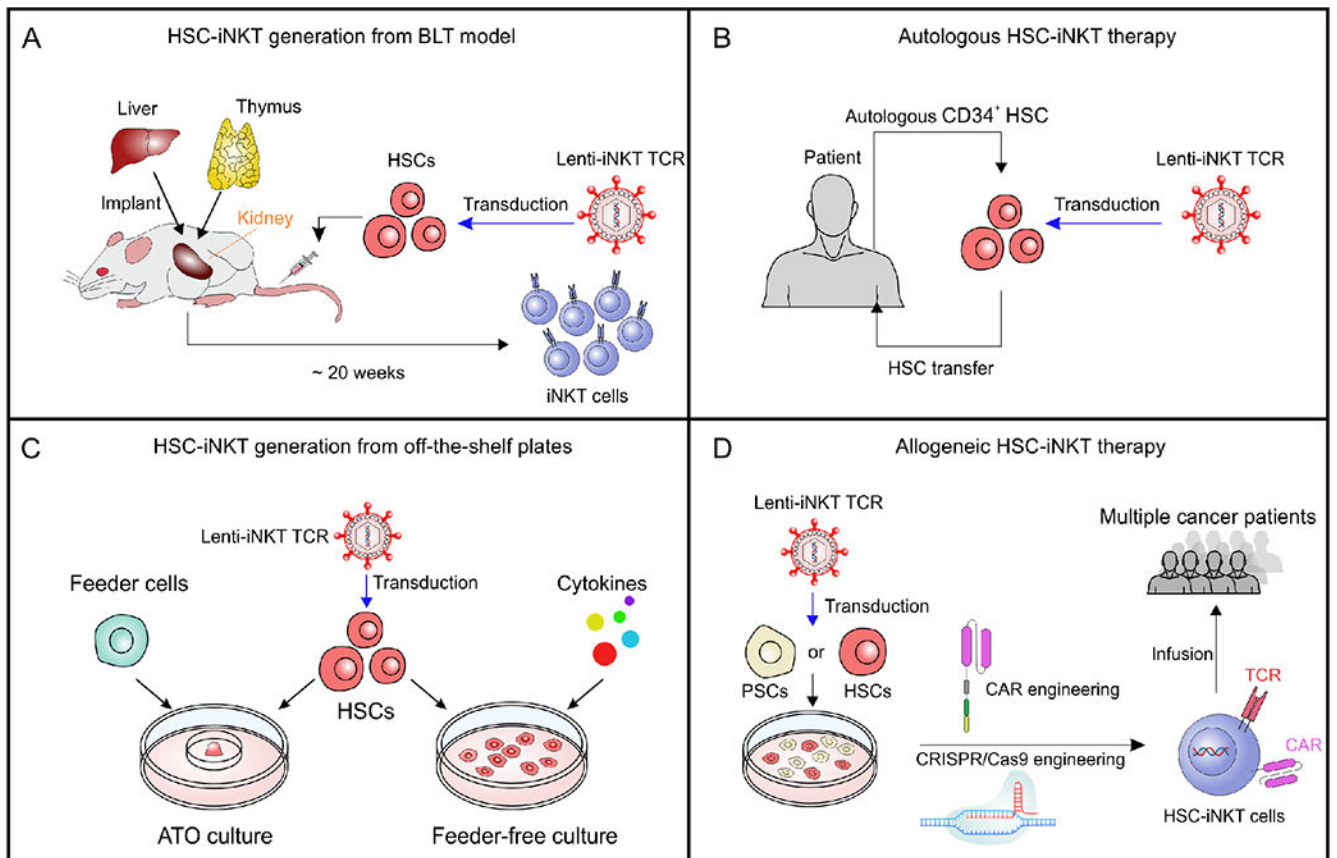 A
HSC-iNKT generation from BLT model
Liver
Thymus
HSCs
Lenti-iNKT TCR
Implant
Kidney
Transduction
~ 20 weeks
iNKT cells
B
Autologous HSC-iNKT therapy
Autologous CD34⁺ HSC
Patient
Lenti-iNKT TCR
Transduction
HSC transfer
C
HSC-iNKT generation from off-the-shelf plates
Lenti-iNKT TCR
Feeder cells
Transduction
Cytokines
HSCs
ATO culture
Feeder-free culture
D
Allogeneic HSC-iNKT therapy
Lenti-iNKT TCR
Multiple cancer patients
Transduction
or
PSCs
HSCs
CAR engineering
Infusion
TCR
CRISPR/Cas9 engineering
CAR
HSC-iNKT cells